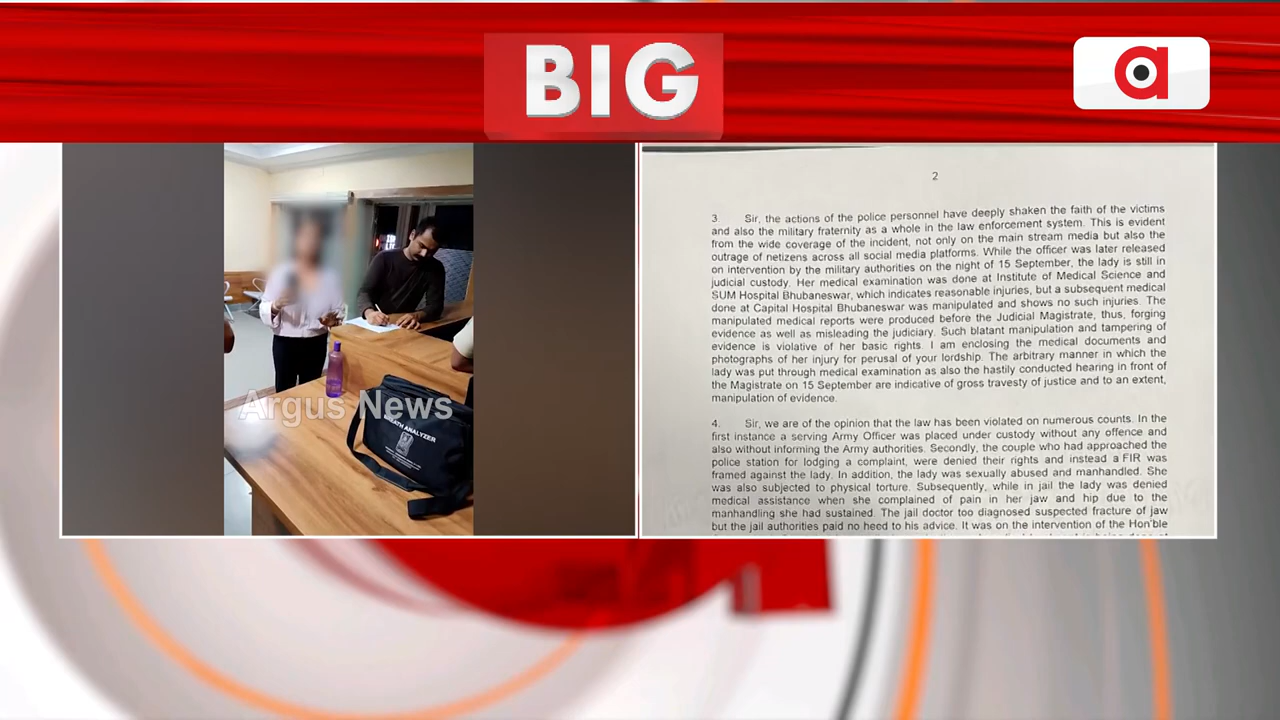 BIG
a
Argus News
BREATH ANALYZER
2
3 Sir, the actions of the police personnel have deeply shaken the faith of the victims
and also the military fraternity as a whole in the law enforcement system. This is evident
from the wide coverage of the incident, not only on the main stream media but also the
outrage of netizens across all social media platforms. While the officer was later released
on intervention by the military authorities on the night of 15 September, the lady is still in
judicial custody. Her medical examination was done at Institute of Medical Science and
SUM Hospital Bhubaneswar, which indicates reasonable injuries, but a subsequent medical
done at Capital Hospital Bhubaneswar was manipulated and shows no such injuries. The
manipulated medical reports were produced before the Judicial Magistrate, thus, forging
evidence as well as misleading the judiciary. Such blatant manipulation and tampering of
evidence is violative of her basic rights. I am enclosing the medical documents and
photographs of her injury for perusal of your lordship. The arbitrary manner in which the
lady was put through medical examination as also the hastily conducted hearing in front of
the Magistrate on 15 September are indicative of gross travesty of justice and to an extent,
manipulation of evidence.
4. Sir, we are of the opinion that the law has been violated on numerous counts. In the
first instance a serving Army Officer was placed under custody without any offence and
also without informing the Army authorities. Secondly, the couple who had approached the
police station for lodging a complaint, were denied their rights and instead a FIR was
framed against the lady. In addition, the lady was sexually abused and manhandled. She
was also subjected to physical torture. Subsequently, while in jail the lady was denied
medical assistance when she complained of pain in her jaw and hip due to the
manhandling she had sustained. The jail doctor too diagnosed suspected fracture of jaw
but the jail authorities paid no heed to his advice. It was on the intervention of the Hon'ble